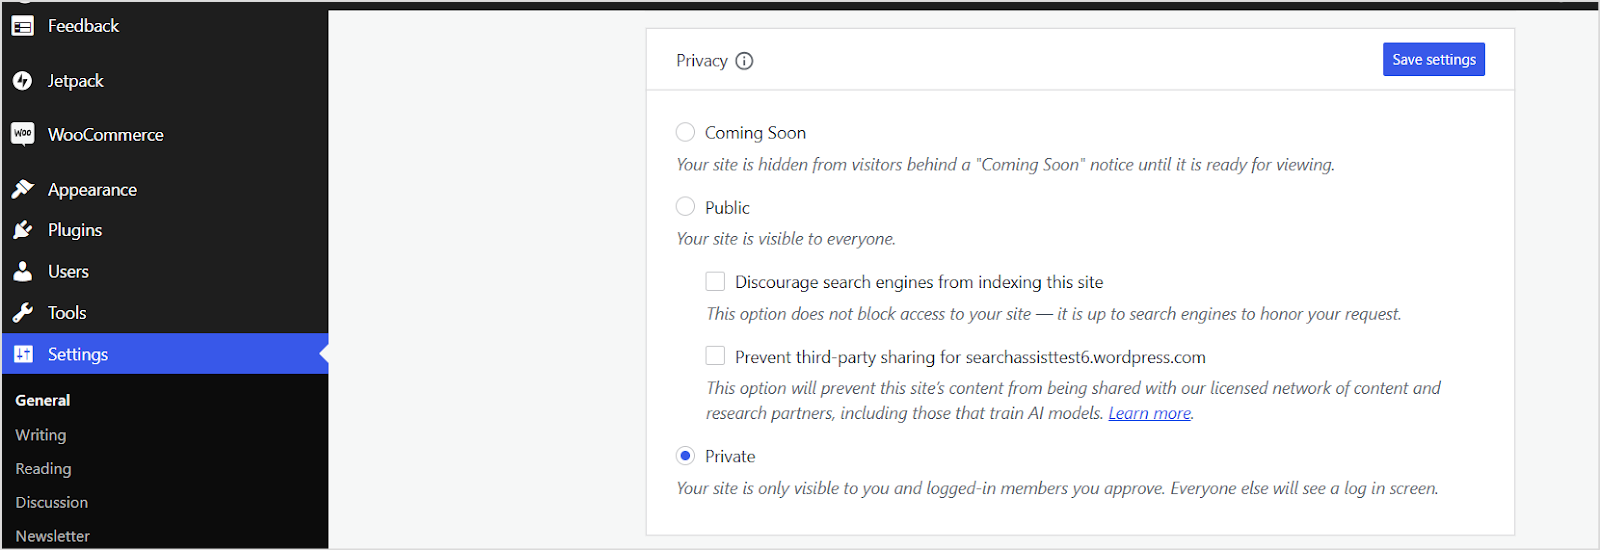 Feedback
Jetpack
Woo WooCommerce
Appearance
Plugins
Users
Tools
Settings
General
Writing
Reading
Discussion
Newsletter
Privacy
Save settings
Coming Soon
Your site is hidden from visitors behind a "Coming Soon" notice until it is ready for viewing.
Public
Your site is visible to everyone.
Discourage search engines from indexing this site
This option does not block access to your site — it is up to search engines to honor your request.
Prevent third-party sharing for searchassisttest6.wordpress.com
This option will prevent this site’s content from being shared with our licensed network of content and
research partners, including those that train AI models. Learn more.
Private
Your site is only visible to you and logged-in members you approve. Everyone else will see a log in screen.